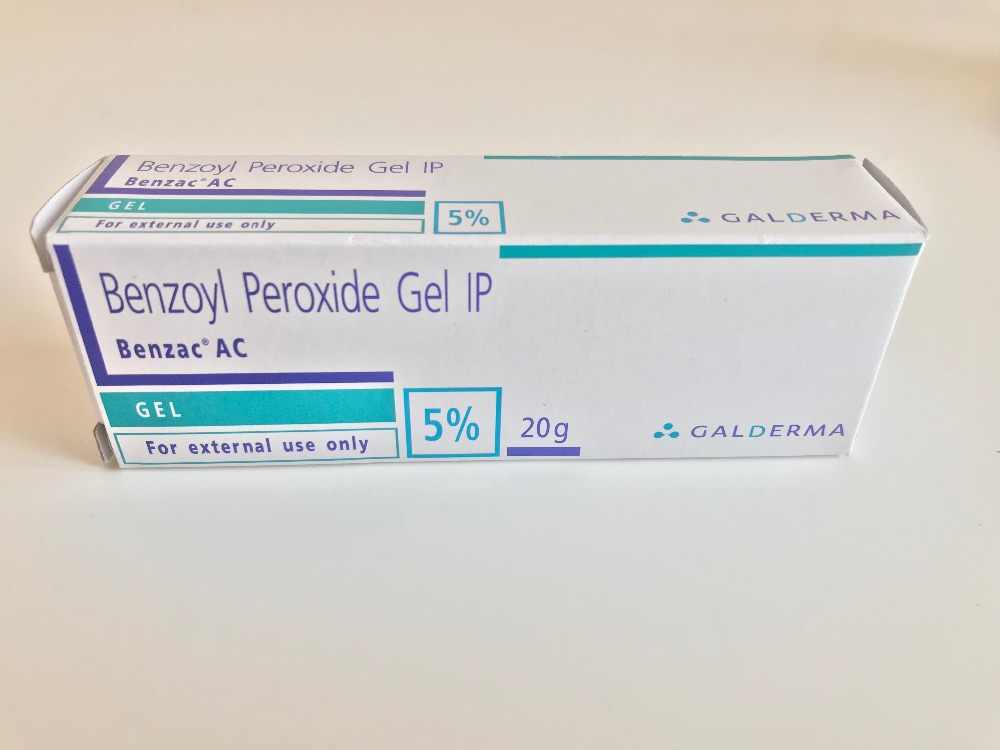 Benzoyl Peroxide Gel IP
Benzac® AC
GEL
For external use only
5%
GALDERMA
Benzoyl Peroxide Gel IP
Benzac® AC
GEL
For external use only
5%
20g
GALDERMA